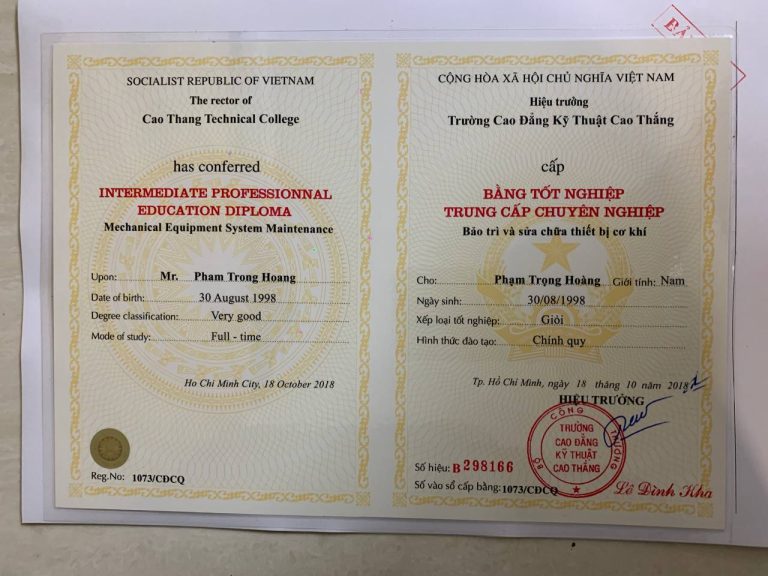 BẢ
SOCIALIST REPUBLIC OF VIETNAM
The rector of
Cao Thang Technical College
has conferred
INTERMEDIATE PROFESSIONNAL
EDUCATION DIPLOMA
Mechanical Equipment System Maintenance
Upon: Mr. Pham Trong Hoang
Date of birth: 30 August 1998
Degree classification: Very good
Mode of study: Full - time
Ho Chi Minh City, 18 October 2018
Reg.No: 1073/CĐCQ
CỘNG HÒA XÃ HỘI CHỦ NGHĨA VIỆT NAM
Hiệu trưởng
Trường Cao Đẳng Kỹ Thuật Cao Thắng
cấp
BẰNG TỐT NGHIỆP
TRUNG CẤP CHUYÊN NGHIỆP
Bảo trì và sửa chữa thiết bị cơ khí
Cho: Phạm Trọng Hoàng Giới tính: Nam
Ngày sinh: 30/08/1998
Xếp loại tốt nghiệp: Giỏi
Hình thức đào tạo: Chính quy
Tp. Hồ Chí Minh, ngày 18 tháng 10 năm 2018
HIỆU TRƯỞNG
BỘ CÔNG THƯƠNG
TRƯỜNG
CAO ĐẲNG
KỸ THUẬT
CAO THẮNG
Số hiệu: B 298166
Số vào sổ cấp bằng: 1073/CĐCQ
Lê Đình Kha